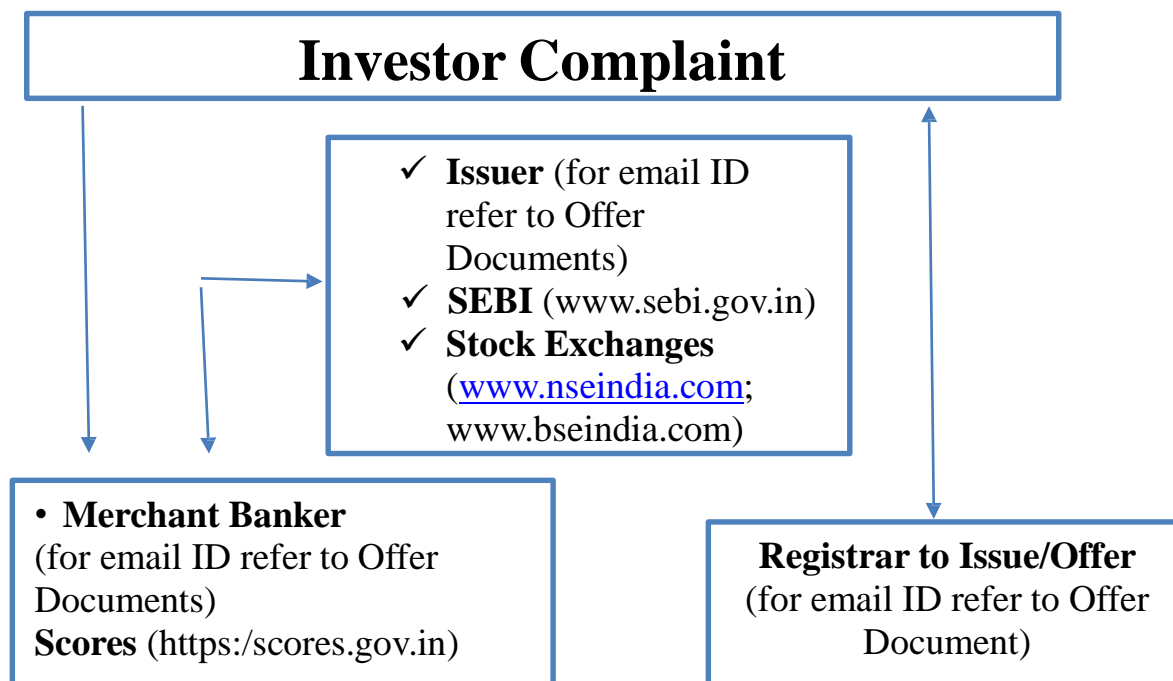 Investor Complaint
✓ Issuer (for email ID
refer to Offer
Documents)
✓ SEBI (www.sebi.gov.in)
✓ Stock Exchanges
(www.nseindia.com;
www.bseindia.com)
• Merchant Banker
(for email ID refer to Offer
Documents)
Scores (https:/scores.gov.in)
Registrar to Issue/Offer
(for email ID refer to Offer
Document)